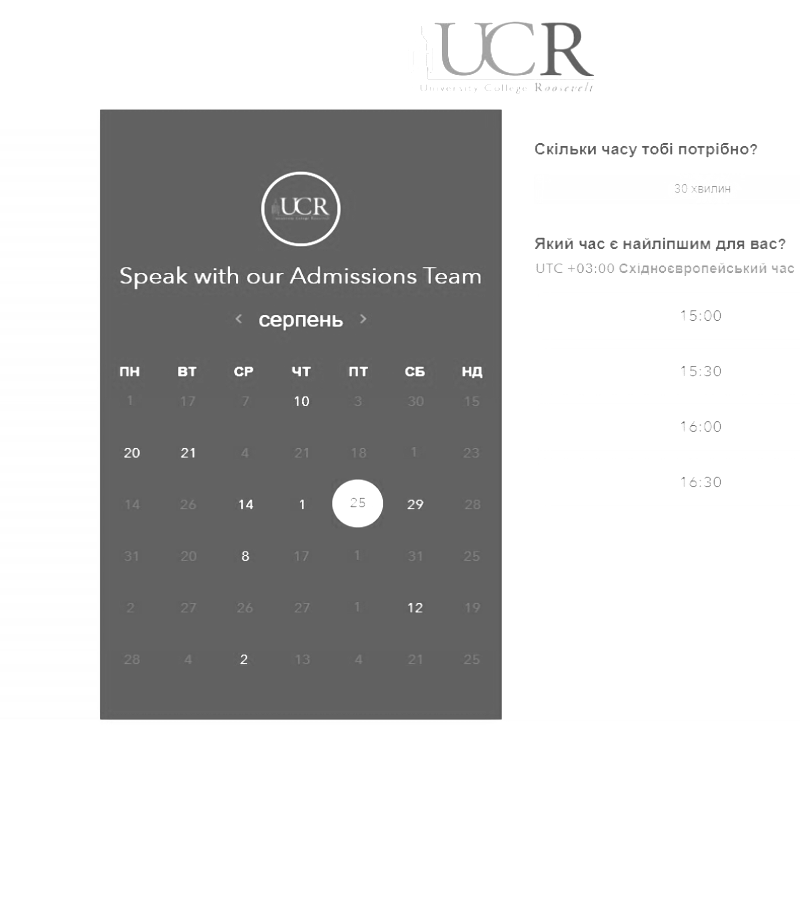 UCR
University College Roosevelt
UCR
Speak with our Admissions Team
< серпень >
ПН ВТ СР ЧТ ПТ СБ НД
1 17 7 10 3 30 15
20 21 4 21 18 1 23
14 26 14 1 25 29 28
31 20 8 17 1 31 25
2 27 26 27 1 12 19
28 4 2 13 4 21 25
Скільки часу тобі потрібно?
30 хвилин
Який час є найліпшим для вас?
UTC +03:00 Східноєвропейський час
15:00
15:30
16:00
16:30